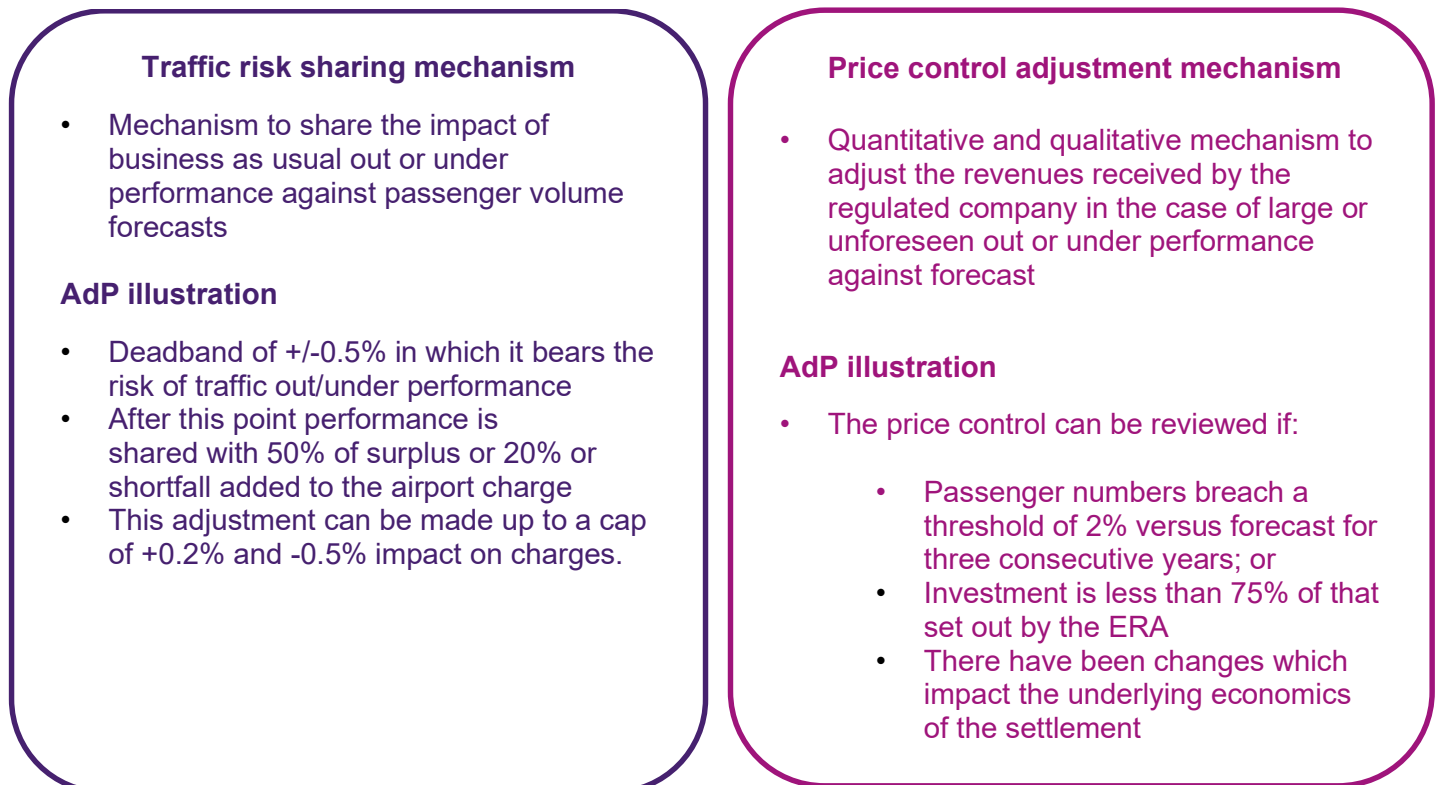 Traffic risk sharing mechanism
• Mechanism to share the impact of
business as usual out or under
performance against passenger volume
forecasts
AdP illustration
• Deadband of +/-0.5% in which it bears the
risk of traffic out/under performance
• After this point performance is
shared with 50% of surplus or 20% or
shortfall added to the airport charge
• This adjustment can be made up to a cap
of +0.2% and -0.5% impact on charges.
Price control adjustment mechanism
• Quantitative and qualitative mechanism to
adjust the revenues received by the
regulated company in the case of large or
unforeseen out or under performance
against forecast
AdP illustration
• The price control can be reviewed if:
• Passenger numbers breach a
threshold of 2% versus forecast for
three consecutive years; or
• Investment is less than 75% of that
set out by the ERA
• There have been changes which
impact the underlying economics
of the settlement